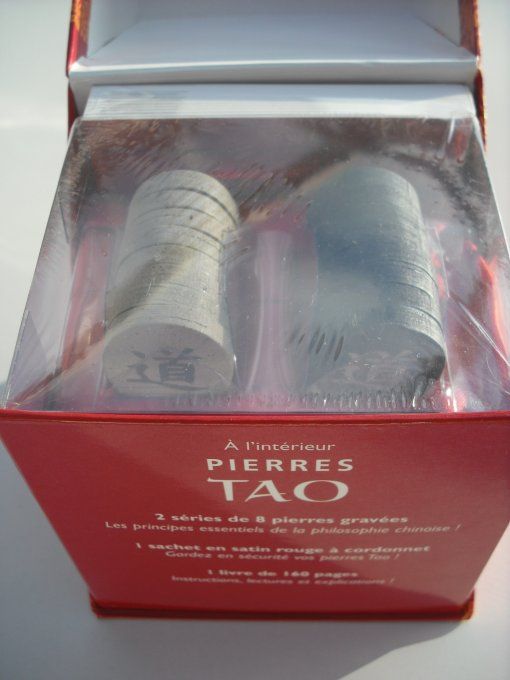 道
道
À l'intérieur
PIERRES
TAO
2 séries de 8 pierres gravées
Les principes essentiels de la philosophie chinoise !
1 sachet en satin rouge à cordonnet
Gardez en sécurité vos pierres Tao !
1 livre de 160 pages
Instructions, lectures et explications !